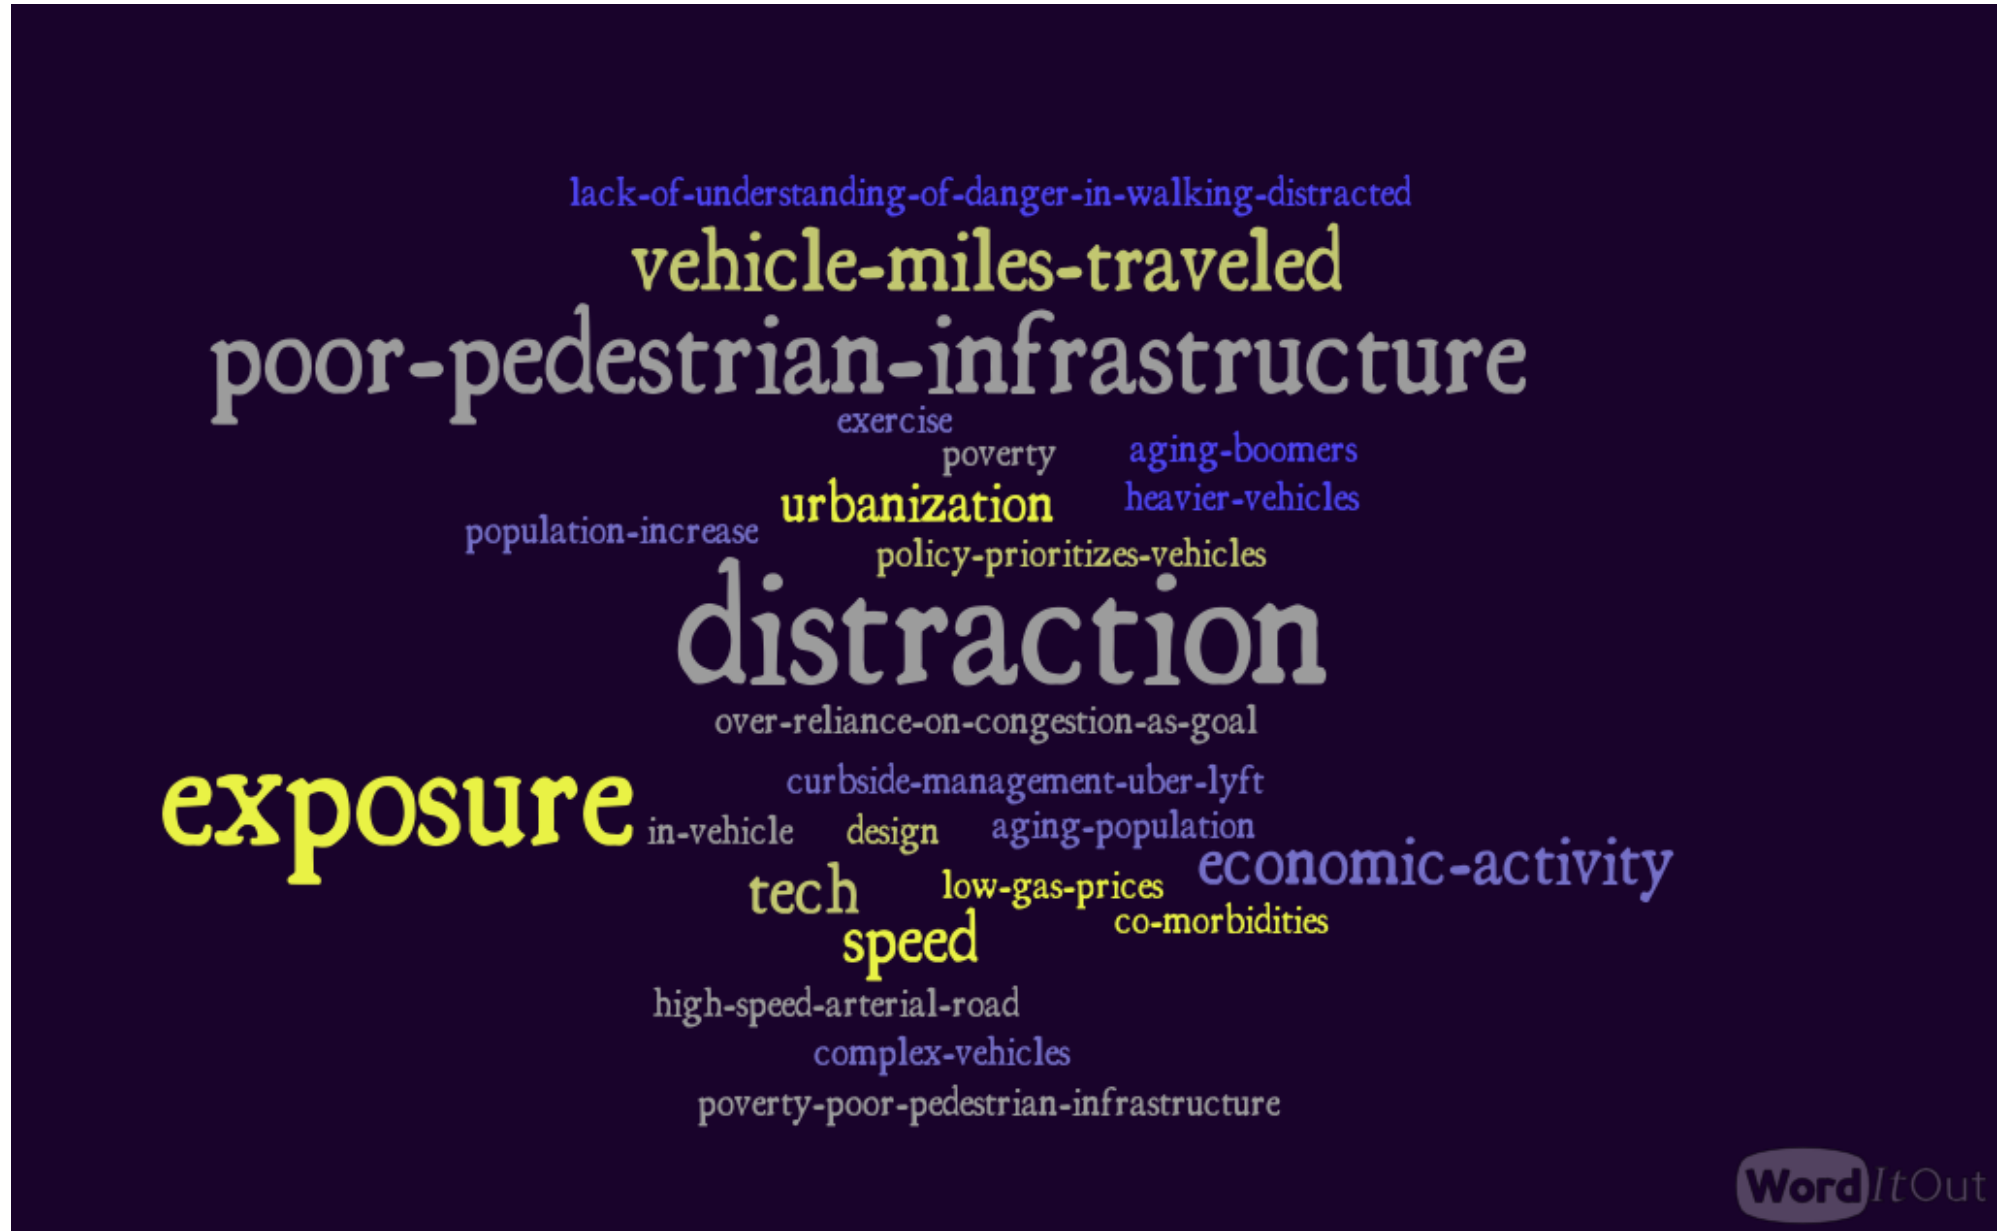 lack-of-understanding-of-danger-in-walking-distracted
vehicle-miles-traveled
poor-pedestrian-infrastructure
exercise
poverty
aging-boomers
urbanization
heavier-vehicles
population-increase
policy-prioritizes-vehicles
distraction
over-reliance-on-congestion-as-goal
exposure
curbside-management-uber-lyft
in-vehicle
design
aging-population
economic-activity
tech
low-gas-prices
co-morbidities
speed
high-speed-arterial-road
complex-vehicles
poverty-poor-pedestrian-infrastructure
WordItOut